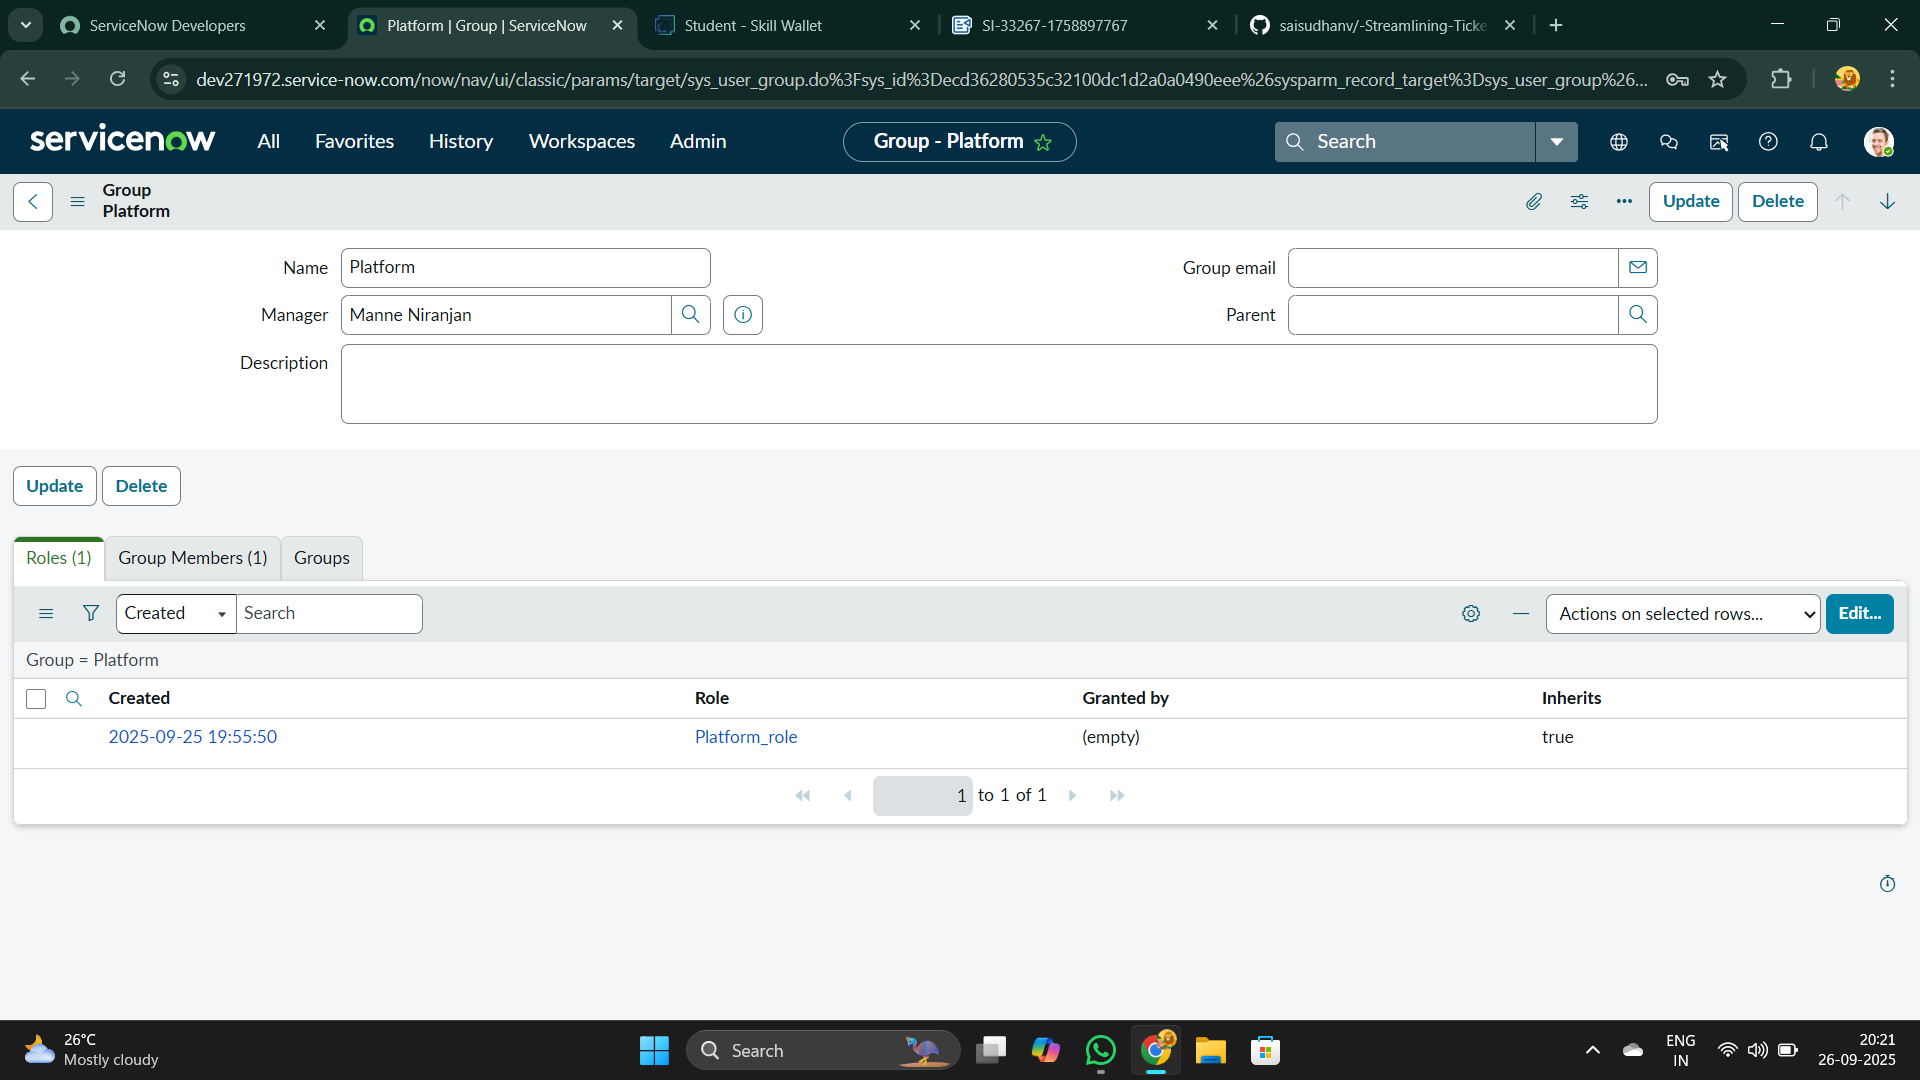 ServiceNow Developers
Platform | Group | ServiceNow
Student - Skill Wallet
SI-33267-1758897767
saisudhanv/-Streamlining-Ticke
dev271972.service-now.com/now/nav/ui/classic/params/target/sys_user_group.do%3Fsys_id%3Decd36280535c32100dc1d2a0a0490eee%26sysparm_record_target%3Dsys_user_group%26...
servicenow
All
Favorites
History
Workspaces
Admin
Group - Platform
Search
Group
Platform
Update
Delete
Name
Platform
Group email
Manager
Manne Niranjan
Parent
Description
Update
Delete
Roles (1)
Group Members (1)
Groups
Created
Search
Actions on selected rows...
Edit...
Group = Platform
Created
Role
Granted by
Inherits
2025-09-25 19:55:50
Platform_role
(empty)
true
1 to 1 of 1
26°C
Mostly cloudy
Search
ENG
IN
20:21
26-09-2025